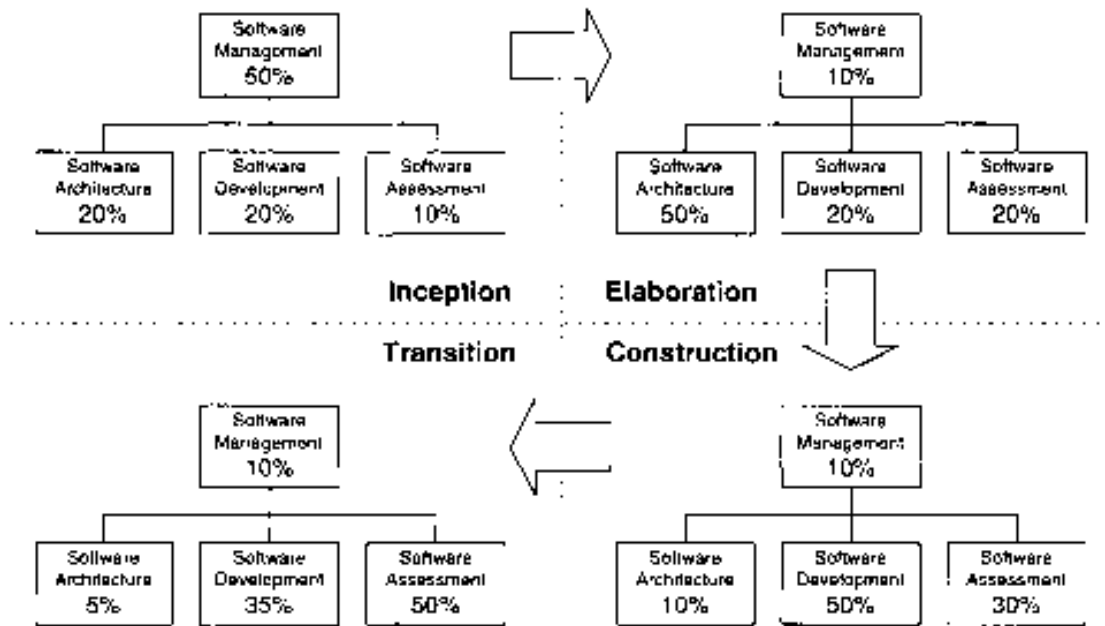 Software
Management
50%
Software
Architecture
20%
Software
Development
20%
Software
Assessment
10%
Inception
Software
Management
10%
Software
Architecture
50%
Software
Development
20%
Software
Assessment
20%
Elaboration
Transition
Software
Management
10%
Software
Architecture
5%
Software
Development
35%
Software
Assessment
50%
Construction
Software
Management
10%
Software
Architecture
10%
Software
Development
50%
Software
Assessment
30%